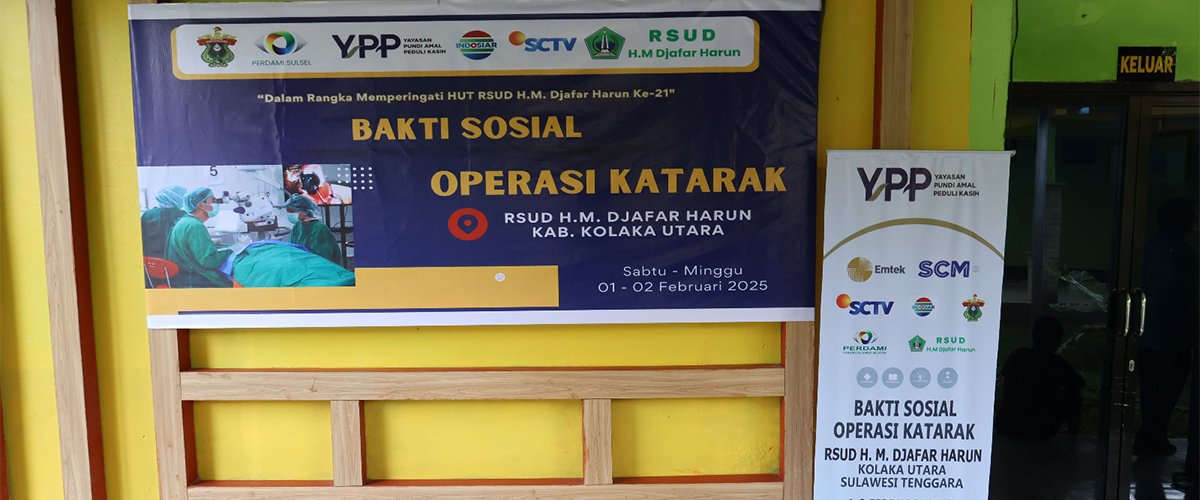 PERDAMI SULSEL
YPP YAYASAN
PUNDI AMAL
PEDULI KASIH
INDOSIAR
SCTV
RSUD
H.M Djafar Harun
“Dalam Rangka Memperingati HUT RSUD H.M. Djafar Harun Ke-21"
BAKTI SOSIAL
OPERASI KATARAK
RSUD H.M. DJAFAR HARUN
KAB. KOLAKA UTARA
Sabtu - Minggu
01 - 02 Februari 2025
5
KELUAR
YPP YAYASAN
PUNDI AMAL
PEDULI KASIH
Emtek
SCM
SCTV
INDOSIAR
PERDAMI
RSUD
H.M Djafar Harun
BAKTI SOSIAL
OPERASI KATARAK
RSUD H. M. DJAFAR HARUN
KOLAKA UTARA
SULAWESI TENGGARA